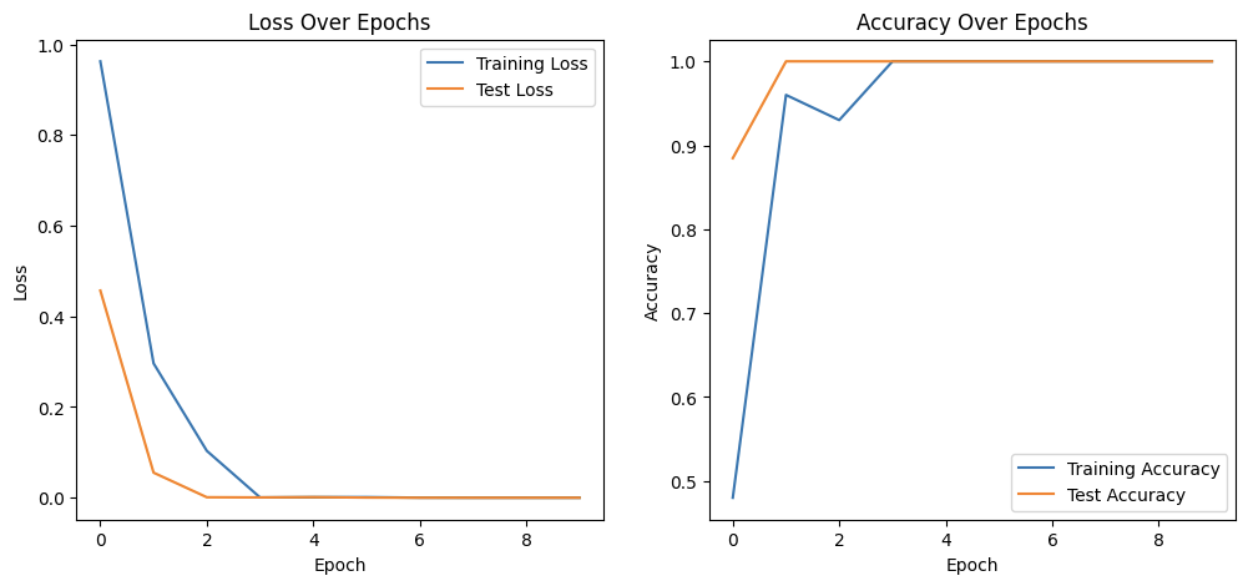 Loss Over Epochs
1.0
0.8
0.6
0.4
0.2
0.0
Loss
0 2 4 6 8
Epoch
Training Loss
Test Loss
Accuracy Over Epochs
1.0
0.9
0.8
0.7
0.6
0.5
Accuracy
0 2 4 6 8
Epoch
Training Accuracy
Test Accuracy